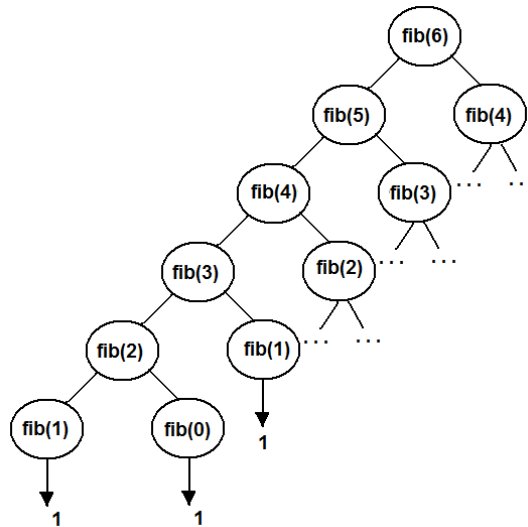 fib(6)
fib(5)
fib(4)
fib(4)
fib(3)
... ...
fib(3)
fib(2)
... ...
fib(2)
fib(1)
... ...
fib(1)
fib(0)
1
1
1